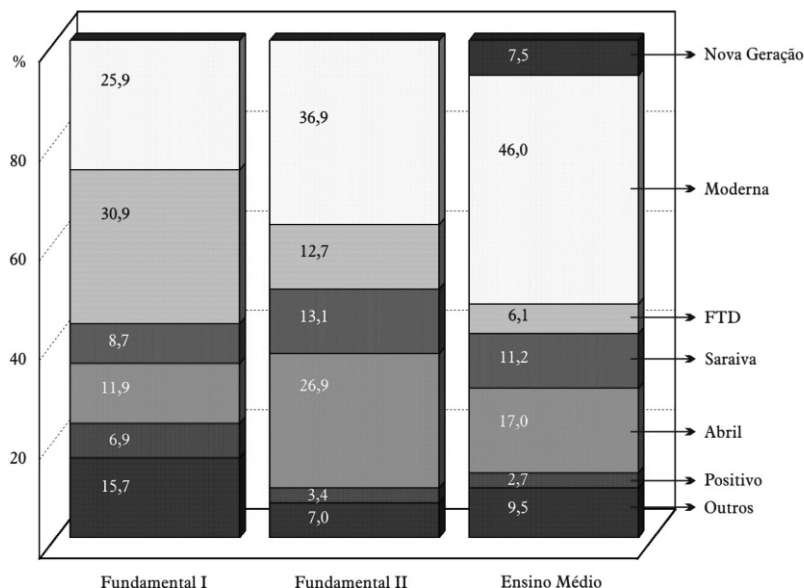 %
80
60
40
20
25,9
30,9
8,7
11,9
6,9
15,7
36,9
12,7
13,1
26,9
3,4
7,0
7,5
46,0
6,1
11,2
17,0
2,7
9,5
Nova Geração
Moderna
FTD
Saraiva
Abril
Positivo
Outros
Fundamental I
Fundamental II
Ensino Médio